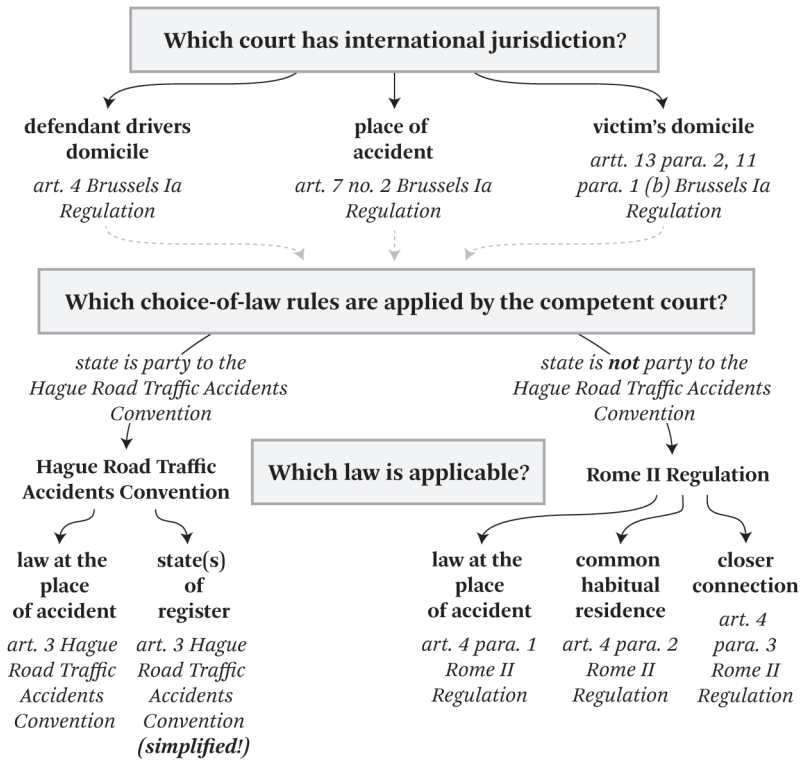 Which court has international jurisdiction?
defendant drivers
domicile
art. 4 Brussels Ia
Regulation
place of
accident
art. 7 no. 2 Brussels Ia
Regulation
victim's domicile
artt. 13 para. 2, 11
para. 1 (b) Brussels Ia
Regulation
Which choice-of-law rules are applied by the competent court?
state is party to the
Hague Road Traffic Accidents
Convention
state is not party to the
Hague Road Traffic Accidents
Convention
Hague Road Traffic
Accidents Convention
Which law is applicable?
Rome II Regulation
law at the
place
of accident
art. 3 Hague
Road Traffic
Accidents
Convention
state(s)
of
register
art. 3 Hague
Road Traffic
Accidents
Convention
(simplified!)
law at the
place
of accident
art. 4 para. 1
Rome II
Regulation
common
habitual
residence
art. 4 para. 2
Rome II
Regulation
closer
connection
art. 4
para. 3
Rome II
Regulation